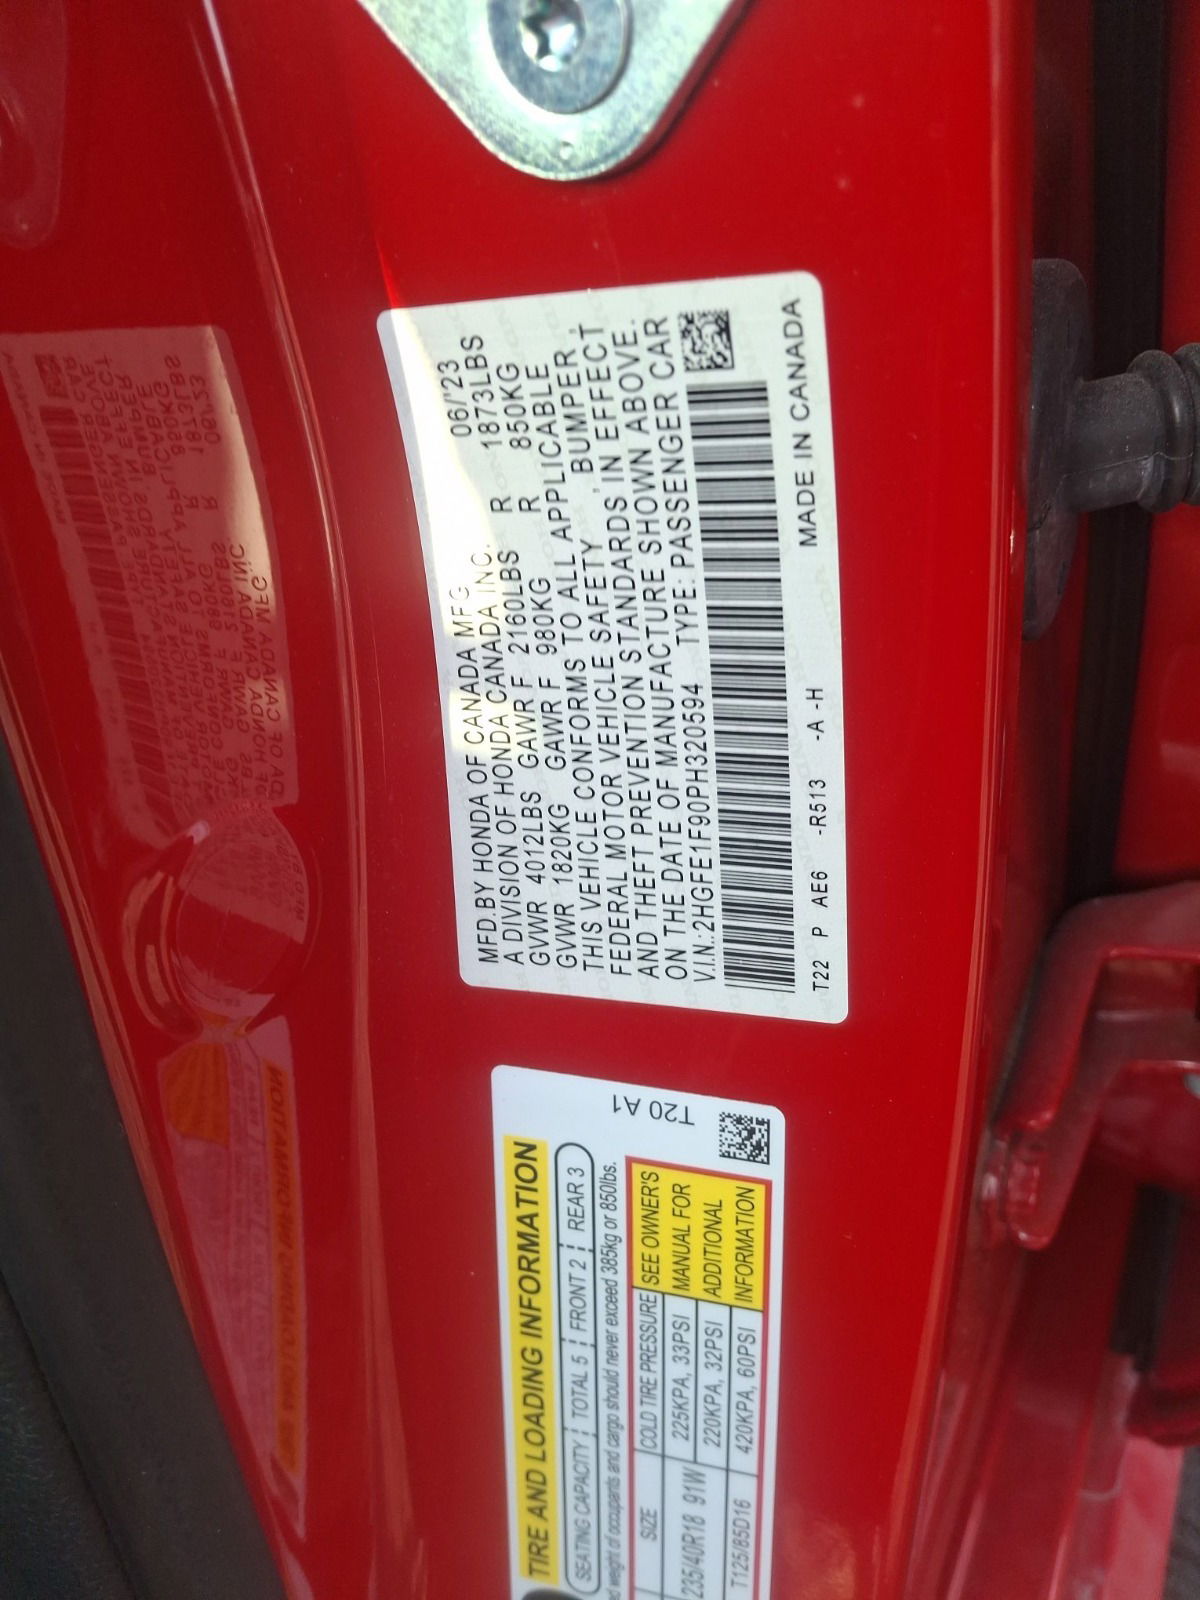 MFD.BY HONDA OF CANADA MFG. 06/'23
A DIVISION OF HONDA CANADA INC.
GVWR 4012LBS GAWR F 2160LBS R 1873LBS
GVWR 1820KG GAWR F 980KG R 850KG
THIS VEHICLE CONFORMS TO ALL APPLICABLE
FEDERAL MOTOR VEHICLE SAFETY, BUMPER,
AND THEFT PREVENTION STANDARDS IN EFFECT
ON THE DATE OF MANUFACTURE SHOWN ABOVE.
V.I.N.:2HGFE1F90PH320594 TYPE: PASSENGER CAR
T22 P AE6 -R513 -A -H MADE IN CANADA
T20 A1
TIRE AND LOADING INFORMATION
SEATING CAPACITY TOTAL 5 FRONT 2 REAR 3
weight of occupants and cargo should never exceed 385kg or 850lbs.
SIZE COLD TIRE PRESSURE SEE OWNER'S
235/40R18 91W 225KPA, 33PSI MANUAL FOR
220KPA, 32PSI ADDITIONAL
T125/85D16 420KPA, 60PSI INFORMATION